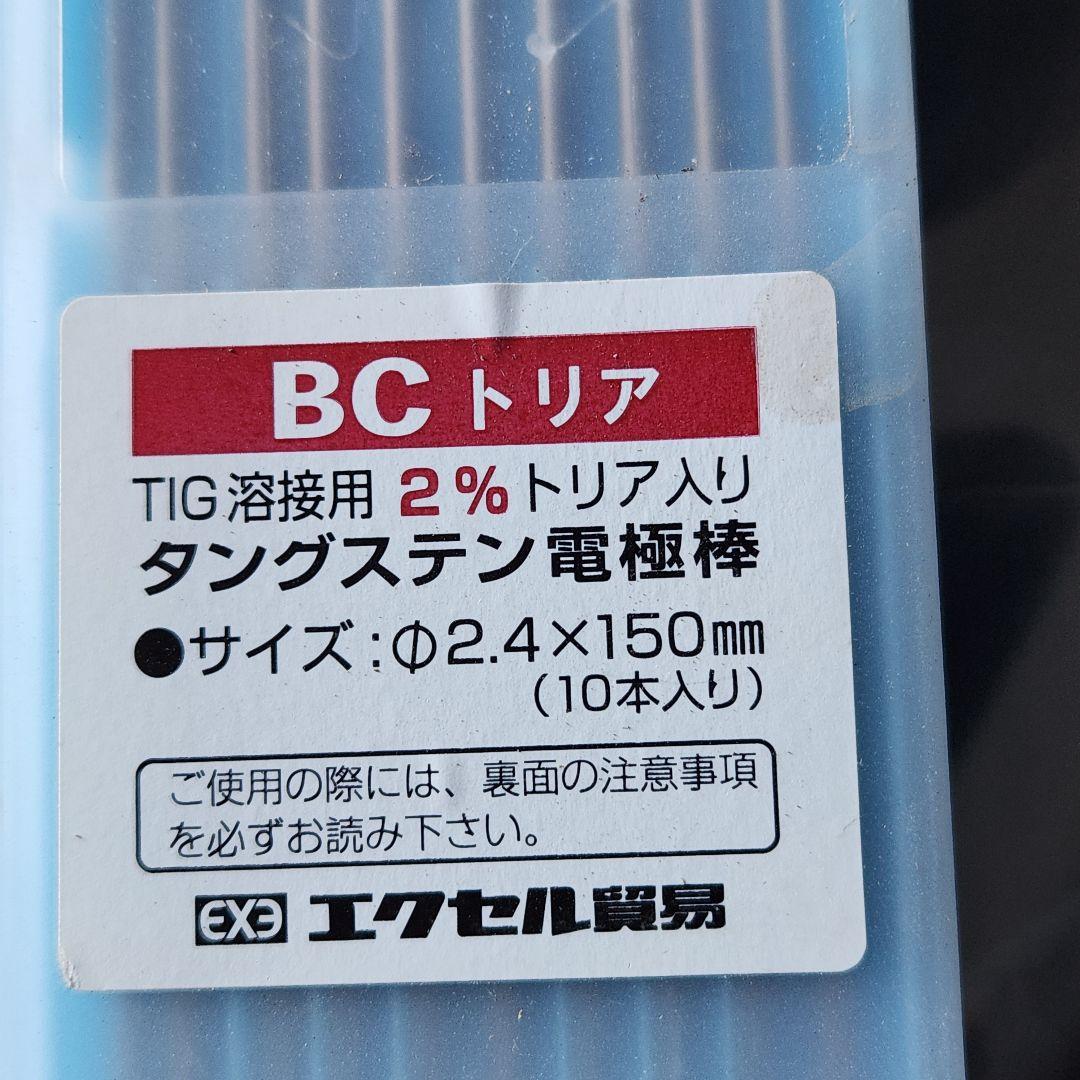 BCトリア
TIG溶接用 2%トリア入り
タングステン電極棒
●サイズ:φ2.4×150㎜
(10本入り)
ご使用の際には、裏面の注意事項
を必ずお読み下さい。
EXE エクセル貿易